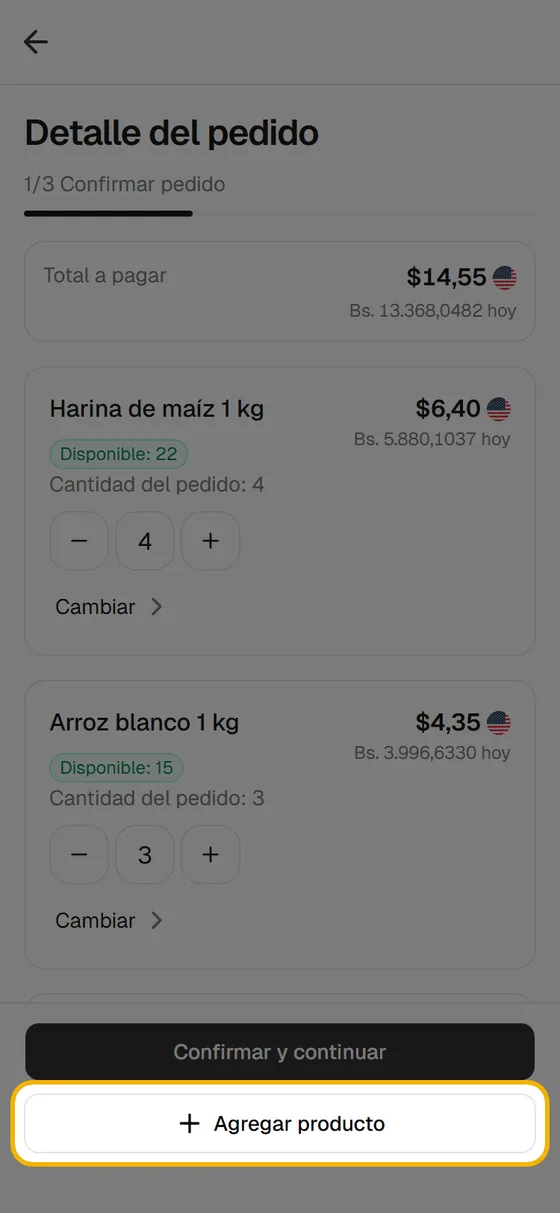 Detalle del pedido
1/3 Confirmar pedido
Total a pagar
$14,55
Bs. 13.368,0482 hoy
Harina de maíz 1 kg
$6,40
Bs. 5.880,1037 hoy
Disponible: 22
Cantidad del pedido: 4
− 4 +
Cambiar
Arroz blanco 1 kg
$4,35
Bs. 3.996,6330 hoy
Disponible: 15
Cantidad del pedido: 3
− 3 +
Cambiar
Confirmar y continuar
+ Agregar producto